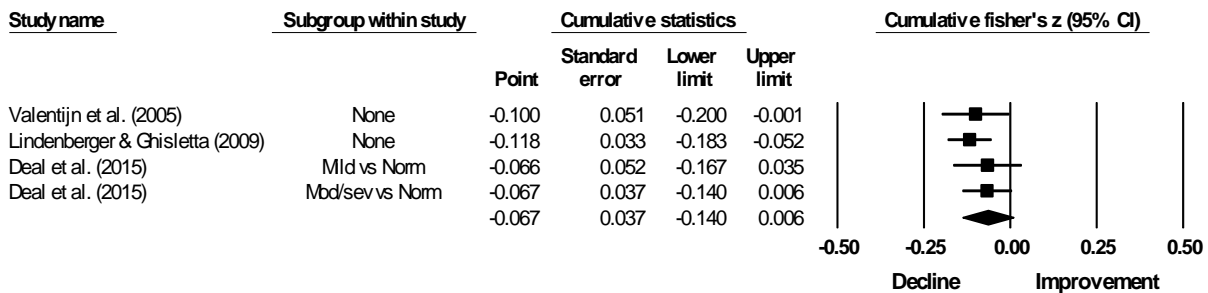 Study name Subgroup within study Cumulative statistics Cumulative fisher's z (95% CI)
Standard Lower Upper
Point error limit limit
Valentijn et al. (2005) None -0.100 0.051 -0.200 -0.001
Lindenberger & Ghisletta (2009) None -0.118 0.033 -0.183 -0.052
Deal et al. (2015) Mild vs Norm -0.066 0.052 -0.167 0.035
Deal et al. (2015) Mod/sev vs Norm -0.067 0.037 -0.140 0.006
-0.067 0.037 -0.140 0.006
-0.50 -0.25 0.00 0.25 0.50
Decline Improvement